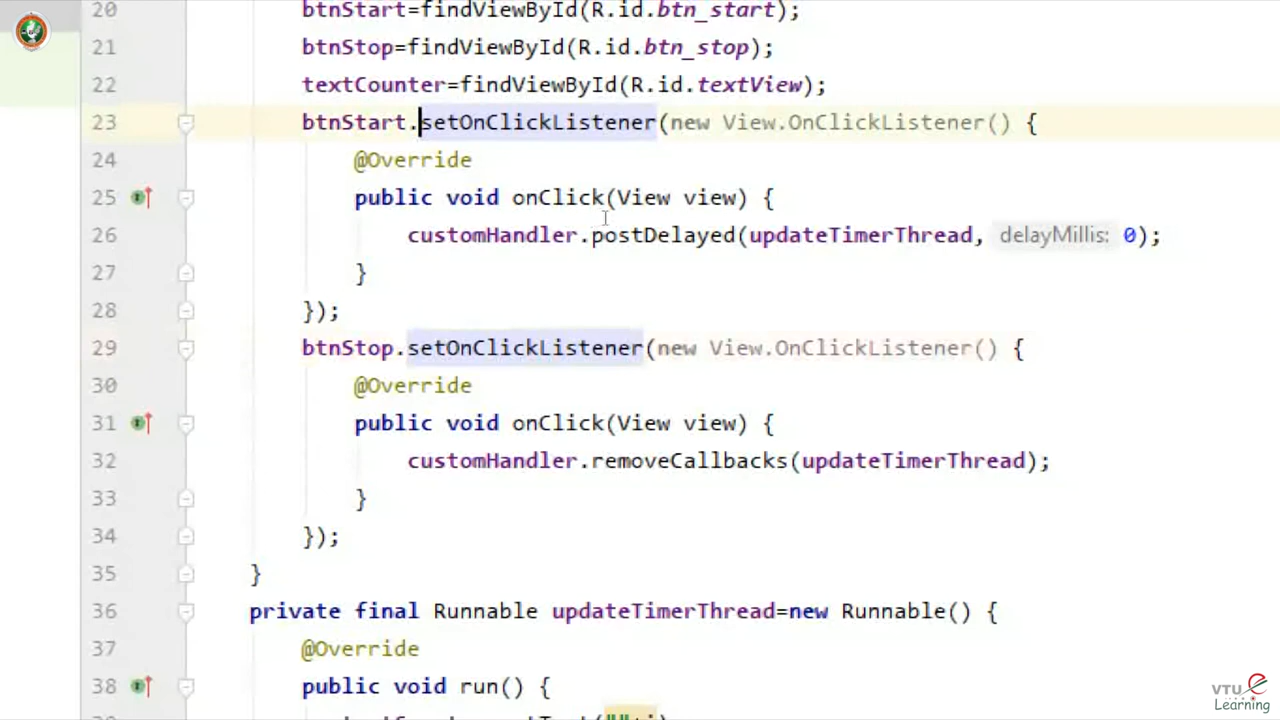 20 btnStart=findViewById(R.id.btn_start);
21 btnStop=findViewById(R.id.btn_stop);
22 textCounter=findViewById(R.id.textView);
23 btnStart.setOnClickListener(new View.OnClickListener() {
24 @Override
25 public void onClick(View view) {
26 customHandler.postDelayed(updateTimerThread, delayMillis: 0);
27 }
28 });
29 btnStop.setOnClickListener(new View.OnClickListener() {
30 @Override
31 public void onClick(View view) {
32 customHandler.removeCallbacks(updateTimerThread);
33 }
34 });
35 }
36 private final Runnable updateTimerThread=new Runnable() {
37 @Override
38 public void run() {
VTU e
Learning